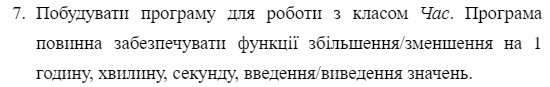 7. Побудувати програму для роботи з класом Час. Програма
повинна забезпечувати функції збільшення/зменшення на 1
годину, хвилину, секунду, введення/виведення значень.